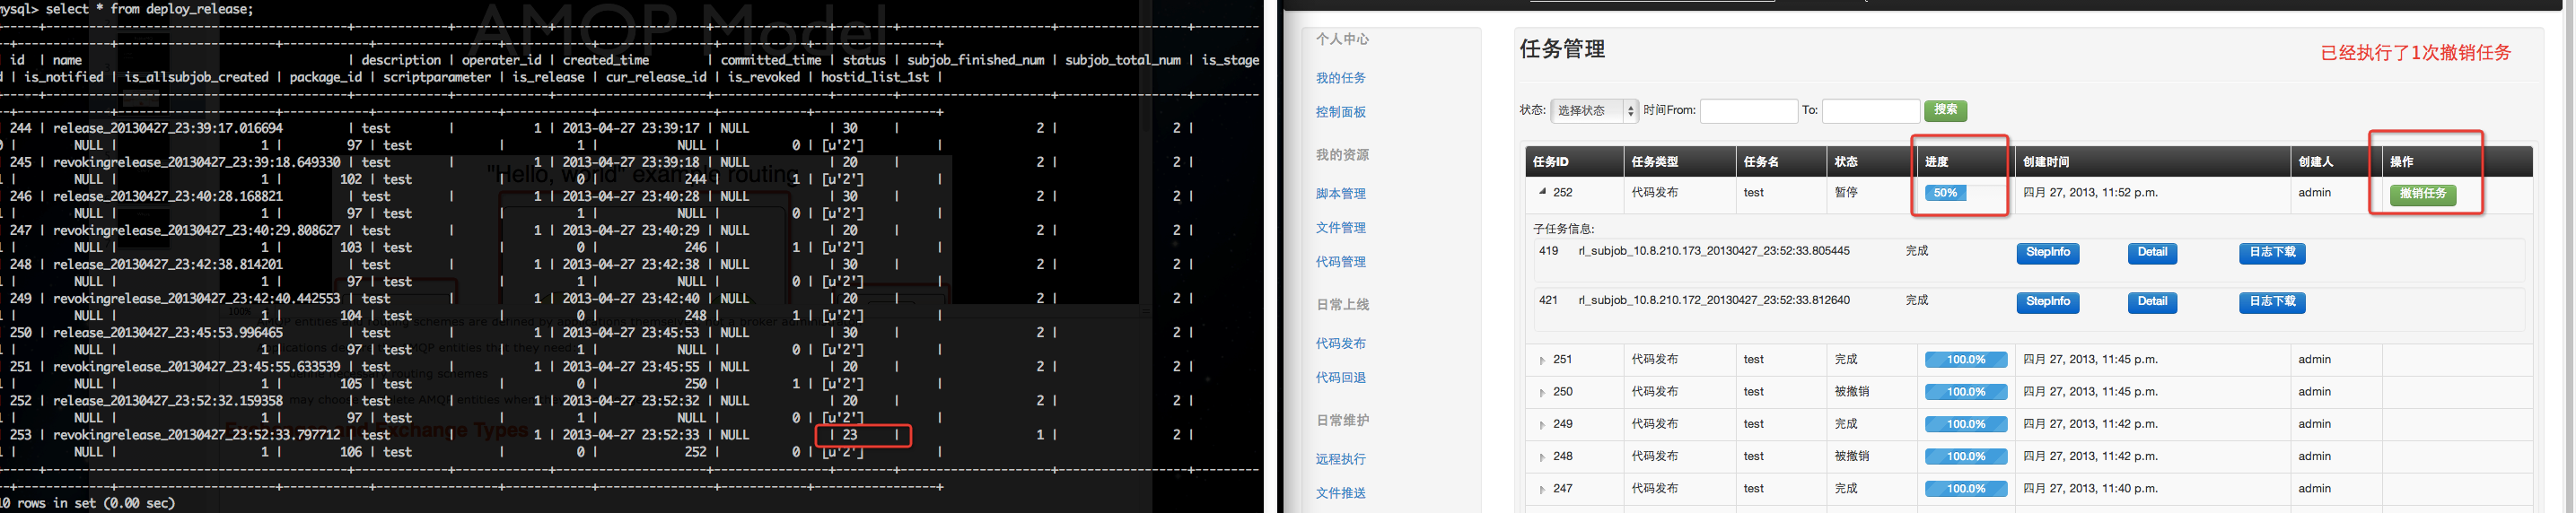 mysql> select * from deploy_release;
id | name | description | operater_id | created_time | committed_time | status | subjob_finished_num | subjob_total_num | is_stage
d | is_notified | is_allsubjob_created | package_id | scriptparameter | is_release | cur_release_id | is_revoked | hostid_list_1st |
244 | release_20130427_23:39:17.016694 | test | 1 | 2013-04-27 23:39:17 | NULL | 30 | 2 | 2 |
NULL | 1 | 97 | test | 1 | NULL | 0 | [u'2'] |
245 | revokingrelease_20130427_23:39:18.649330 | test | 1 | 2013-04-27 23:39:18 | NULL | 20 | 2 | 2 |
NULL | 1 | 102 | test | 0 | 244 | 1 | [u'2'] |
246 | release_20130427_23:40:28.168821 | test | 1 | 2013-04-27 23:40:28 | NULL | 30 | 2 | 2 |
NULL | 1 | 97 | test | 1 | NULL | 0 | [u'2'] |
247 | revokingrelease_20130427_23:40:29.808627 | test | 1 | 2013-04-27 23:40:29 | NULL | 20 | 2 | 2 |
NULL | 1 | 103 | test | 0 | 246 | 1 | [u'2'] |
248 | release_20130427_23:42:38.814201 | test | 1 | 2013-04-27 23:42:38 | NULL | 30 | 2 | 2 |
NULL | 1 | 97 | test | 1 | NULL | 0 | [u'2'] |
249 | revokingrelease_20130427_23:42:40.442553 | test | 1 | 2013-04-27 23:42:40 | NULL | 20 | 2 | 2 |
NULL | 1 | 104 | test | 0 | 248 | 1 | [u'2'] |
250 | release_20130427_23:45:53.996465 | test | 1 | 2013-04-27 23:45:53 | NULL | 30 | 2 | 2 |
NULL | 1 | 97 | test | 1 | NULL | 0 | [u'2'] |
251 | revokingrelease_20130427_23:45:55.633539 | test | 1 | 2013-04-27 23:45:55 | NULL | 20 | 2 | 2 |
NULL | 1 | 105 | test | 0 | 250 | 1 | [u'2'] |
252 | release_20130427_23:52:32.159358 | test | 1 | 2013-04-27 23:52:32 | NULL | 20 | 2 | 2 |
NULL | 1 | 97 | test | 1 | NULL | 0 | [u'2'] |
253 | revokingrelease_20130427_23:52:33.797712 | test | 1 | 2013-04-27 23:52:33 | NULL | 23 | 1 | 2 |
NULL | 1 | 106 | test | 0 | 252 | 0 | [u'2'] |
10 rows in set (0.00 sec)
AMQP Model
"Hello, world" example routing
100%
Exchange Types
个人中心
我的任务
控制面板
我的资源
脚本管理
文件管理
代码管理
日常上线
代码发布
代码回退
日常维护
远程执行
文件推送
任务管理
已经执行了1次撤销任务
状态: 选择状态 时间From: To: 搜索
任务ID 任务类型 任务名 状态 进度 创建时间 创建人 操作
252 代码发布 test 暂停 50% 四月 27, 2013, 11:52 p.m. admin 撤销任务
子任务信息:
419 rl_subjob_10.8.210.173_20130427_23:52:33.805445 完成 StepInfo Detail 日志下载
421 rl_subjob_10.8.210.172_20130427_23:52:33.812640 完成 StepInfo Detail 日志下载
251 代码发布 test 完成 100.0% 四月 27, 2013, 11:45 p.m. admin
250 代码发布 test 被撤销 100.0% 四月 27, 2013, 11:45 p.m. admin
249 代码发布 test 完成 100.0% 四月 27, 2013, 11:42 p.m. admin
248 代码发布 test 被撤销 100.0% 四月 27, 2013, 11:42 p.m. admin
247 代码发布 test 完成 100.0% 四月 27, 2013, 11:40 p.m. admin